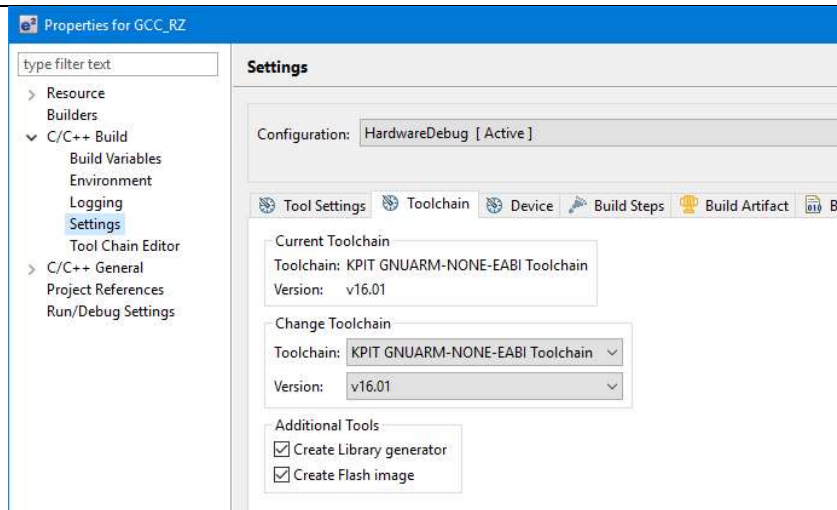 e² Properties for GCC_RZ
type filter text
Resource
Builders
C/C++ Build
Build Variables
Environment
Logging
Settings
Tool Chain Editor
C/C++ General
Project References
Run/Debug Settings
Settings
Configuration: HardwareDebug [ Active ]
Tool Settings Toolchain Device Build Steps Build Artifact 010 B
Current Toolchain
Toolchain: KPIT GNUARM-NONE-EABI Toolchain
Version: v16.01
Change Toolchain
Toolchain: KPIT GNUARM-NONE-EABI Toolchain
Version: v16.01
Additional Tools
Create Library generator
Create Flash image